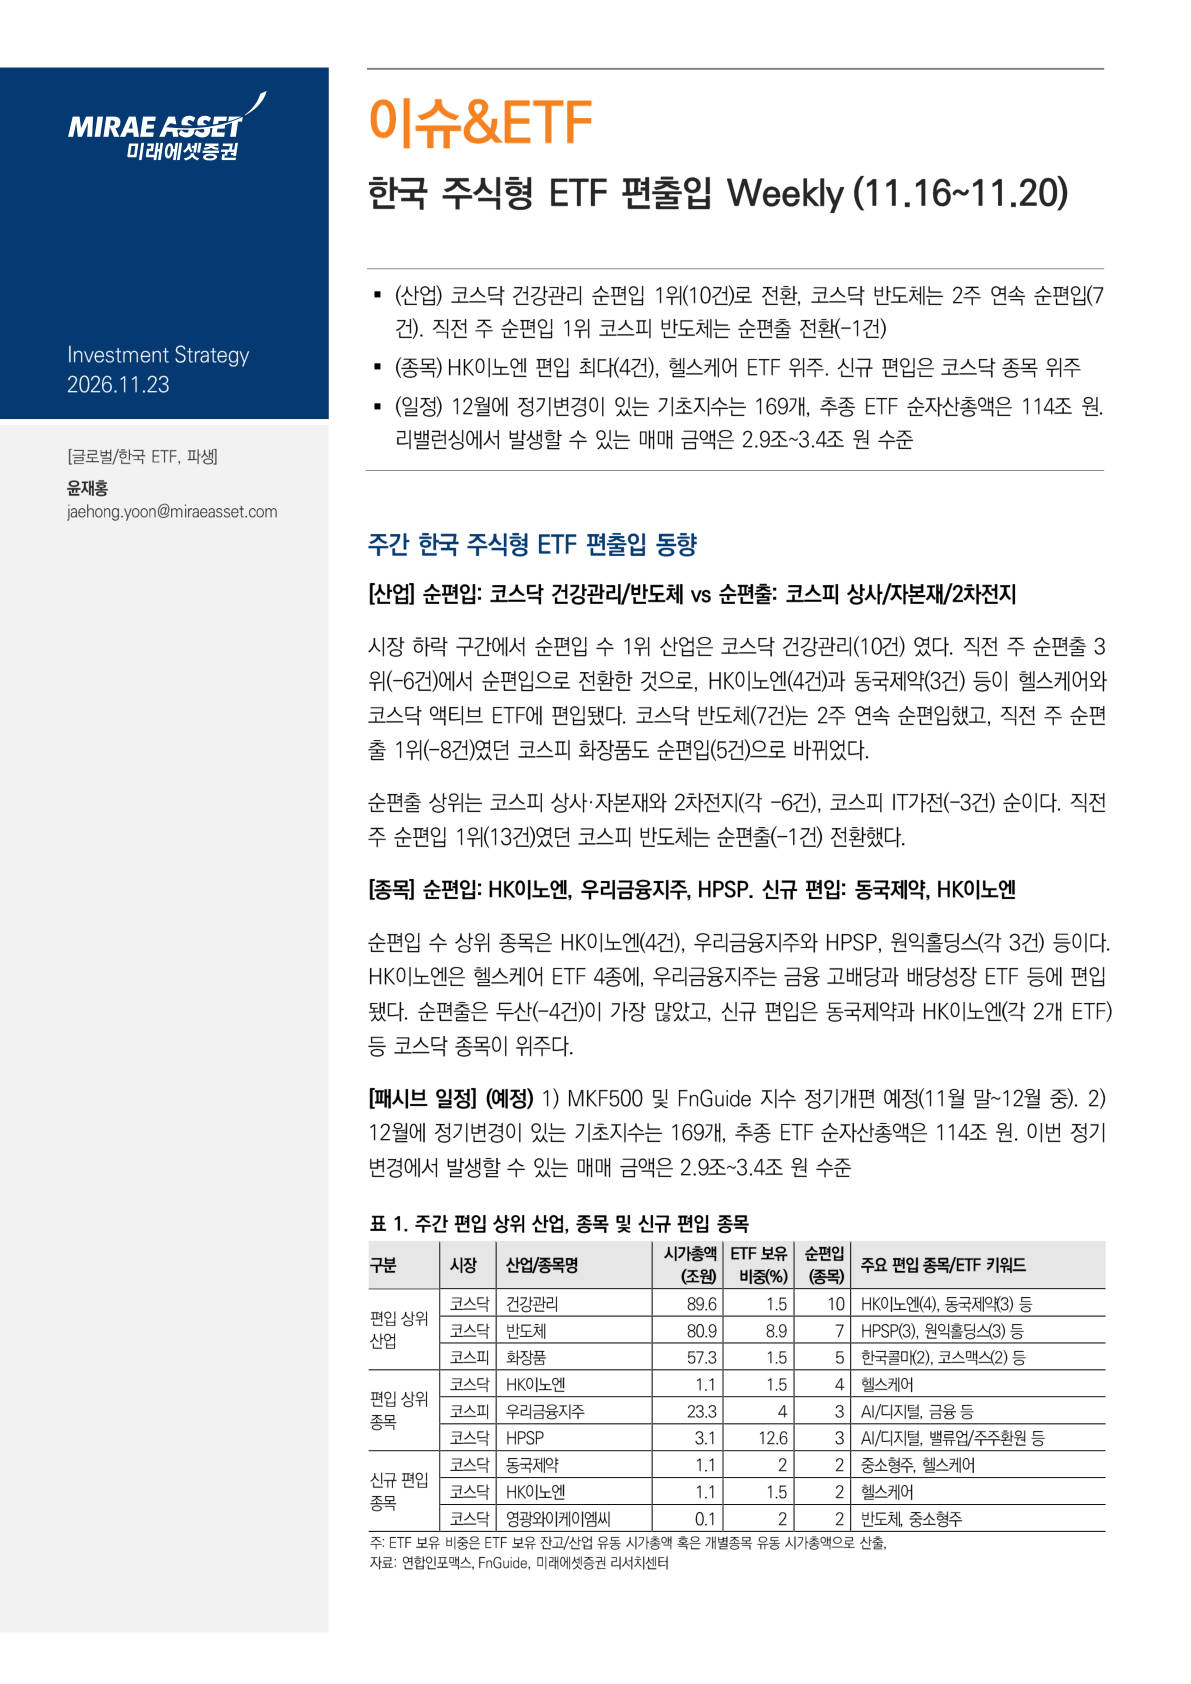 MIRAE ASSET
미래에셋증권
Investment Strategy
2026.11.23
[글로벌/한국 ETF, 파생]
윤재홍
jaehong.yoon@miraeasset.com
이슈&ETF
한국 주식형 ETF 편출입 Weekly (11.16~11.20)
▪ (산업) 코스닥 건강관리 순편입 1위(10건)로 전환, 코스닥 반도체는 2주 연속 순편입(7
건). 직전 주 순편입 1위 코스피 반도체는 순편출 전환(-1건)
▪ (종목) HK이노엔 편입 최다(4건), 헬스케어 ETF 위주. 신규 편입은 코스닥 종목 위주
▪ (일정) 12월에 정기변경이 있는 기초지수는 169개, 추종 ETF 순자산총액은 114조 원.
리밸런싱에서 발생할 수 있는 매매 금액은 2.9조~3.4조 원 수준
주간 한국 주식형 ETF 편출입 동향
[산업] 순편입: 코스닥 건강관리/반도체 vs 순편출: 코스피 상사/자본재/2차전지
시장 하락 구간에서 순편입 수 1위 산업은 코스닥 건강관리(10건) 였다. 직전 주 순편출 3
위(-6건)에서 순편입으로 전환한 것으로, HK이노엔(4건)과 동국제약(3건) 등이 헬스케어와
코스닥 액티브 ETF에 편입됐다. 코스닥 반도체(7건)는 2주 연속 순편입했고, 직전 주 순편
출 1위(-8건)였던 코스피 화장품도 순편입(5건)으로 바뀌었다.
순편출 상위는 코스피 상사·자본재와 2차전지(각 -6건), 코스피 IT가전(-3건) 순이다. 직전
주 순편입 1위(13건)였던 코스피 반도체는 순편출(-1건) 전환했다.
[종목] 순편입: HK이노엔, 우리금융지주, HPSP. 신규 편입: 동국제약, HK이노엔
순편입 수 상위 종목은 HK이노엔(4건), 우리금융지주와 HPSP, 원익홀딩스(각 3건) 등이다.
HK이노엔은 헬스케어 ETF 4종에, 우리금융지주는 금융 고배당과 배당성장 ETF 등에 편입
됐다. 순편출은 두산(-4건)이 가장 많았고, 신규 편입은 동국제약과 HK이노엔(각 2개 ETF)
등 코스닥 종목이 위주다.
[패시브 일정] (예정) 1) MKF500 및 FnGuide 지수 정기개편 예정(11월 말~12월 중). 2)
12월에 정기변경이 있는 기초지수는 169개, 추종 ETF 순자산총액은 114조 원. 이번 정기
변경에서 발생할 수 있는 매매 금액은 2.9조~3.4조 원 수준
표 1. 주간 편입 상위 산업, 종목 및 신규 편입 종목
구분 시장 산업/종목명 시가총액(조원) ETF 보유 비중(%) 순편입(종목) 주요 편입 종목/ETF 키워드
편입 상위 산업 코스닥 건강관리 89.6 1.5 10 HK이노엔(4), 동국제약(3) 등
코스닥 반도체 80.9 8.9 7 HPSP(3), 원익홀딩스(3) 등
코스피 화장품 57.3 1.5 5 한국콜마(2), 코스맥스(2) 등
편입 상위 종목 코스닥 HK이노엔 1.1 1.5 4 헬스케어
코스피 우리금융지주 23.3 4 3 AI/디지털, 금융 등
코스닥 HPSP 3.1 12.6 3 AI/디지털, 밸류업/주주환원 등
신규 편입 종목 코스닥 동국제약 1.1 2 2 중소형주, 헬스케어
코스닥 HK이노엔 1.1 1.5 2 헬스케어
코스닥 영광와이케이엠씨 0.1 2 2 반도체, 중소형주
주: ETF 보유 비중은 ETF 보유 잔고/산업 유동 시가총액 혹은 개별종목 유동 시가총액으로 산출,
자료: 연합인포맥스, FnGuide, 미래에셋증권 리서치센터